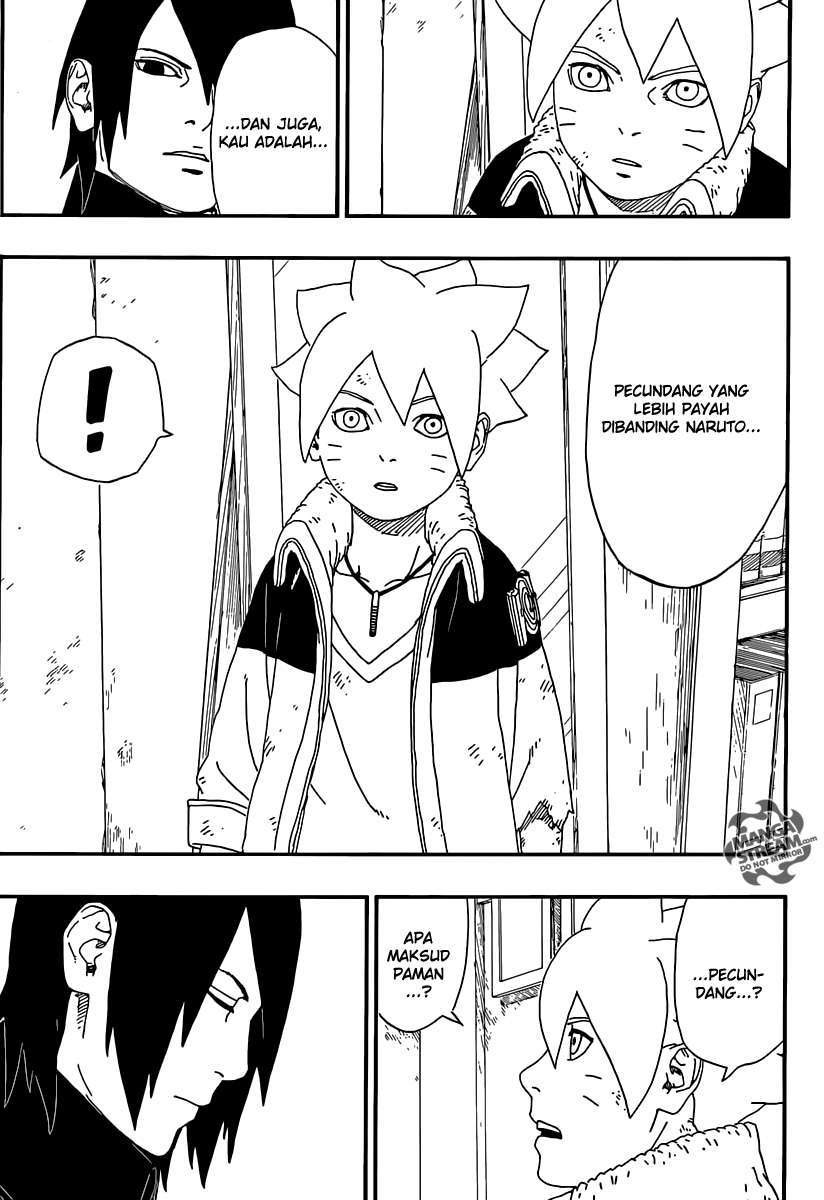 ...DAN JUGA,
KAU ADALAH...
PECUNDANG YANG
LEBIH PAYAH
DIBANDING NARUTO...
!
...PECUN-
DANG...?
APA
MAKSUD
PAMAN
...?
MANGA
STREAM.com
DO NOT MIRROR